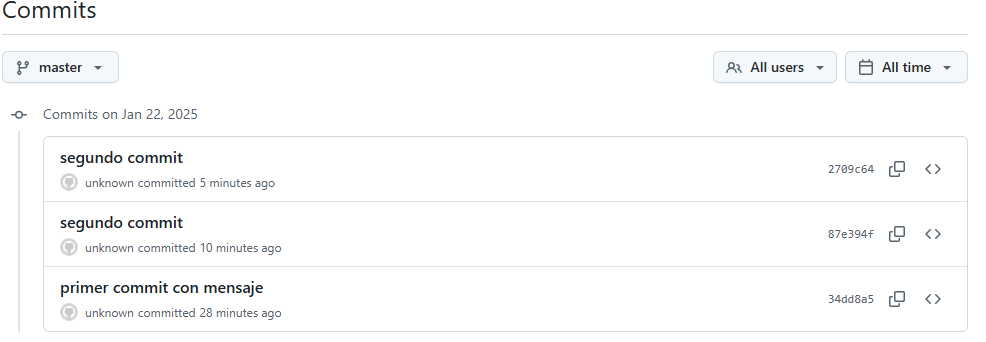 Commits
master
All users
All time
Commits on Jan 22, 2025
segundo commit
unknown committed 5 minutes ago
2709c64
segundo commit
unknown committed 10 minutes ago
87e394f
primer commit con mensaje
unknown committed 28 minutes ago
34dd8a5